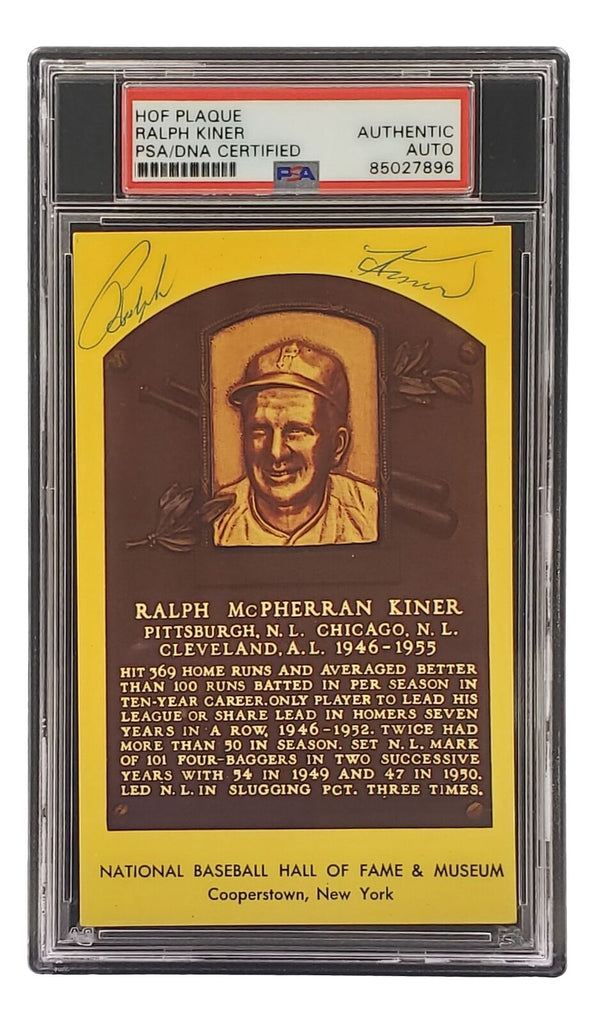 HOF PLAQUE
RALPH KINER
PSA/DNA CERTIFIED
AUTHENTIC
AUTO
85027896
PSA
Ralph Kiner
RALPH McPHERRAN KINER
PITTSBURGH, N. L. CHICAGO, N. L.
CLEVELAND, A. L. 1946-1955
HIT 369 HOME RUNS AND AVERAGED BETTER
THAN 100 RUNS BATTED IN PER SEASON IN
TEN-YEAR CAREER. ONLY PLAYER TO LEAD HIS
LEAGUE OR SHARE LEAD IN HOMERS SEVEN
YEARS IN A ROW, 1946-1952. TWICE HAD
MORE THAN 50 IN SEASON. SET N. L. MARK
OF 101 FOUR-BAGGERS IN TWO SUCCESSIVE
YEARS WITH 54 IN 1949 AND 47 IN 1950.
LED N. L. IN SLUGGING PCT. THREE TIMES.
NATIONAL BASEBALL HALL OF FAME & MUSEUM
Cooperstown, New York